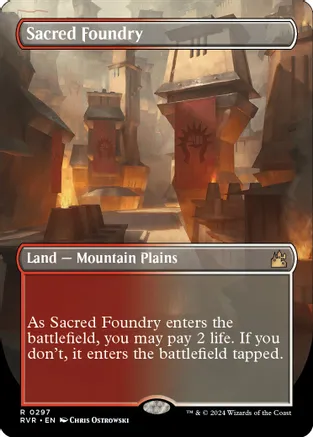 Sacred Foundry
Land — Mountain Plains
As Sacred Foundry enters the
battlefield, you may pay 2 life. If you
don't, it enters the battlefield tapped.
R 0297
RVR • EN Chris Ostrowski
™ & © 2024 Wizards of the Coast